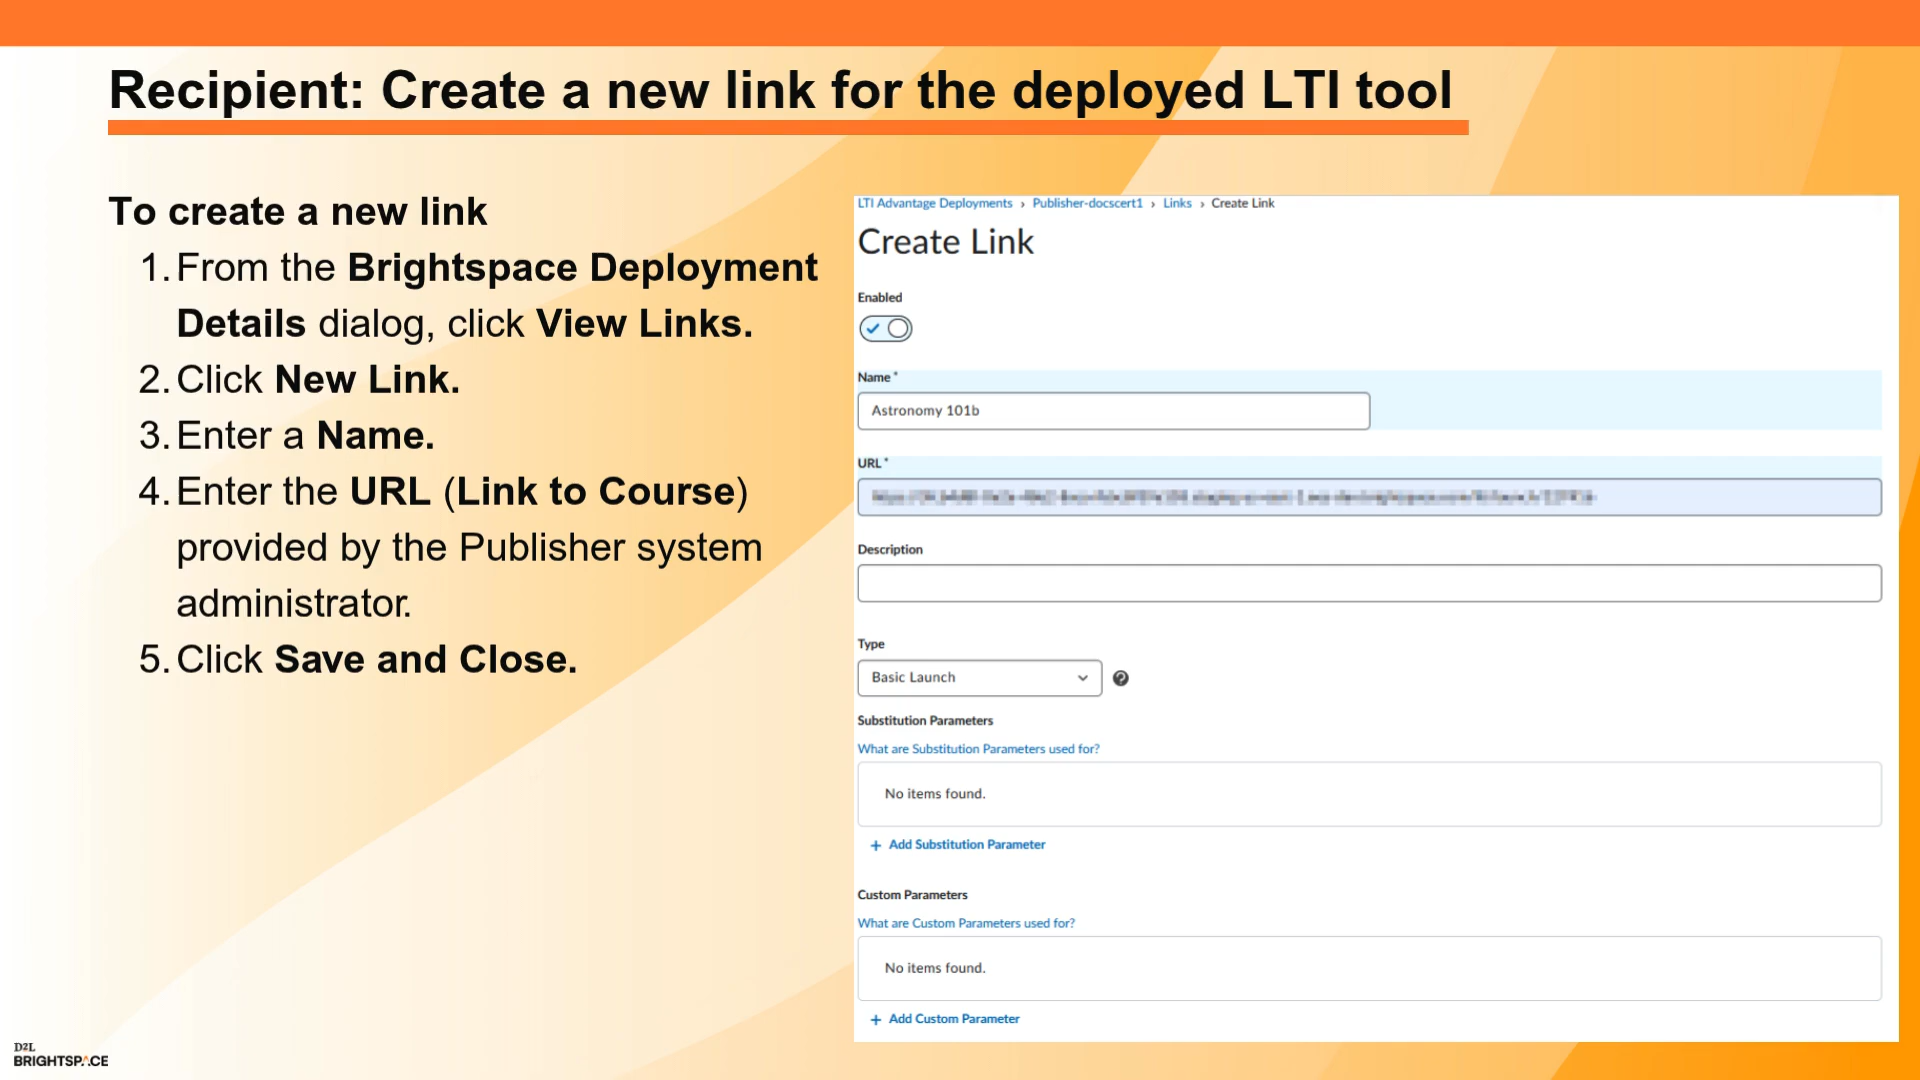 Recipient: Create a new link for the deployed LTI tool
To create a new link
1. From the Brightspace Deployment
Details dialog, click View Links.
2. Click New Link.
3. Enter a Name.
4. Enter the URL (Link to Course)
provided by the Publisher system
administrator.
5. Click Save and Close.
LTI Advantage Deployments › Publisher-docscert1 › Links › Create Link
Create Link
Enabled
Name *
Astronomy 101b
URL *
Description
Type
Basic Launch
Substitution Parameters
What are Substitution Parameters used for?
No items found.
+ Add Substitution Parameter
Custom Parameters
What are Custom Parameters used for?
No items found.
+ Add Custom Parameter
D2L
BRIGHTSPACE